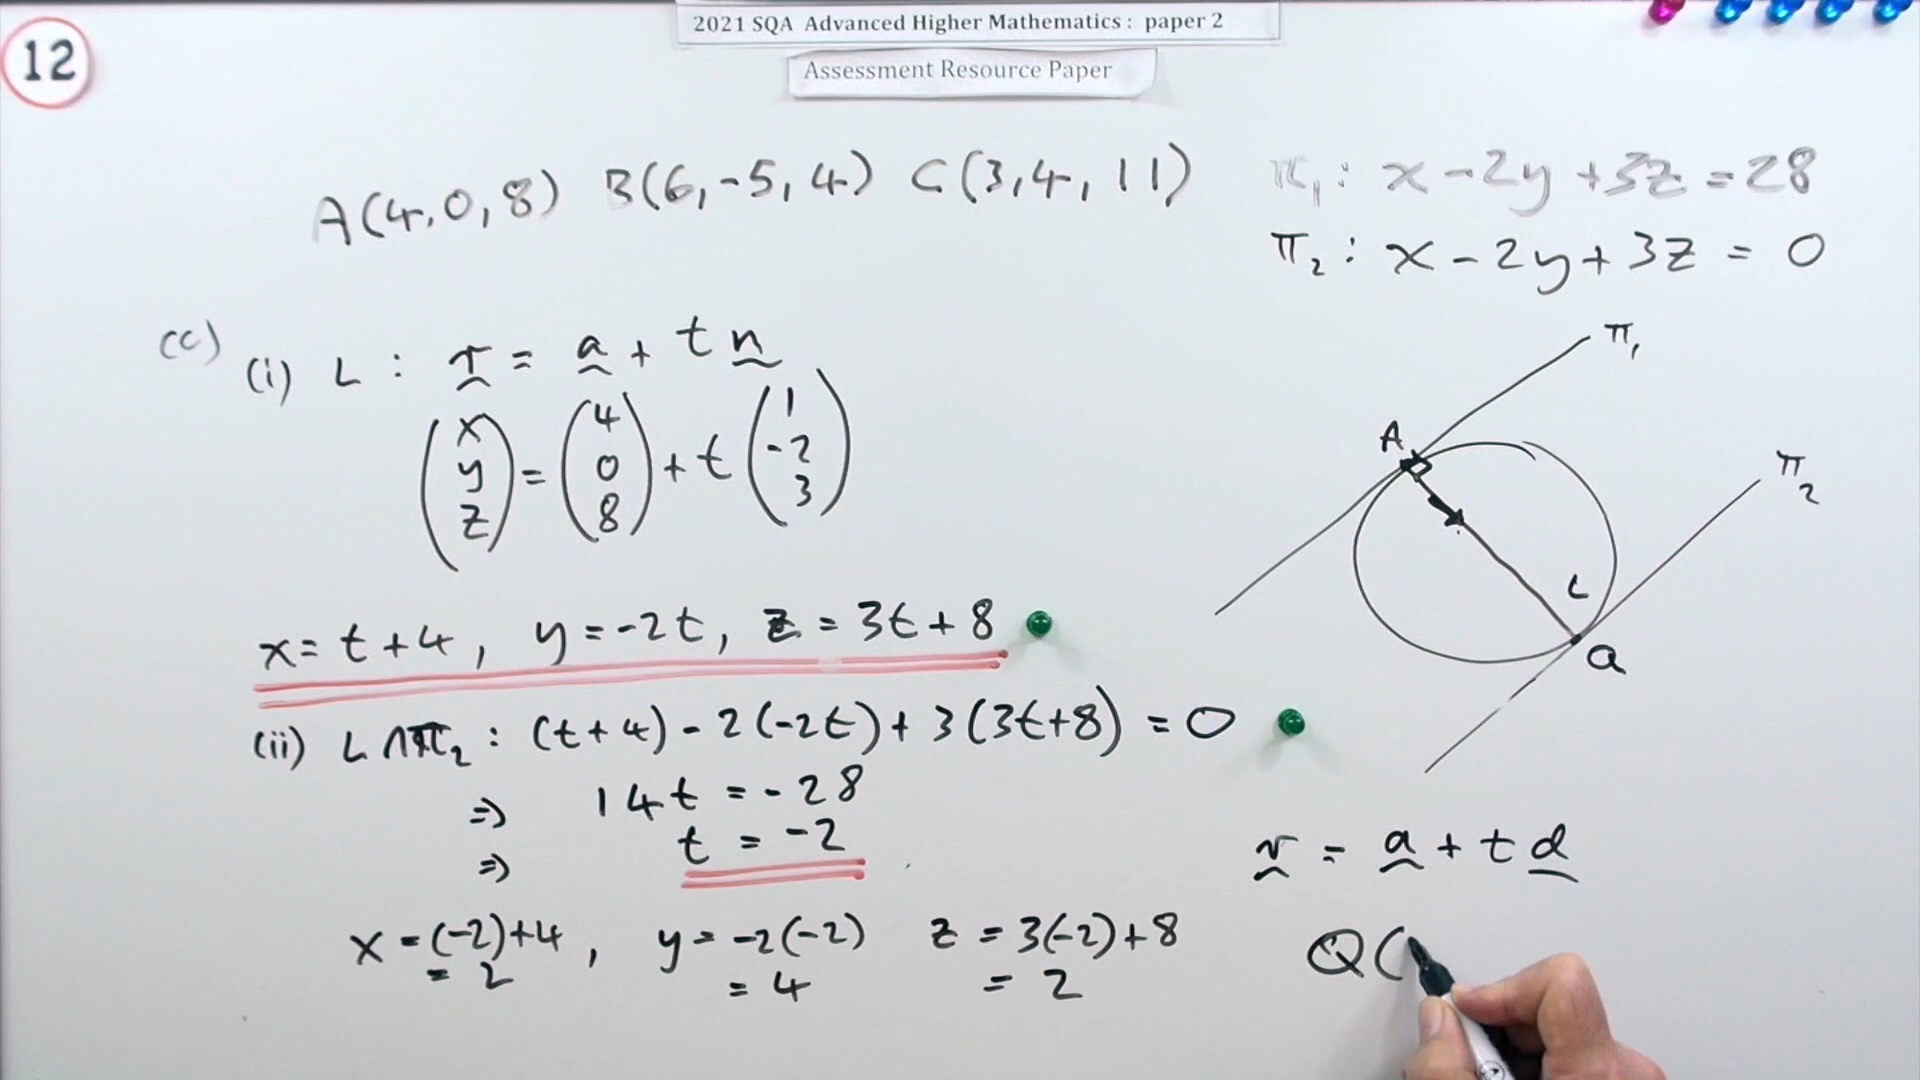 12
2021 SQA Advanced Higher Mathematics : paper 2
Assessment Resource Paper
A(4,0,8) B(6,-5,4) C(3,4,11)
π₁: x-2y+3z=28
π₂: x-2y+3z=0
(c)
(i) L : r = a + t n
(x y z) = (4 0 8) + t (1 -2 3)
x = t+4, y = -2t, z = 3t+8
(ii) L∩π₂ : (t+4)-2(-2t)+3(3t+8) = 0
=> 14t = -28
=> t = -2
x = (-2)+4, y = -2(-2) z = 3(-2)+8
= 2 = 4 = 2
π₁
A
π₂
L
Q
r = a + t d
Q(